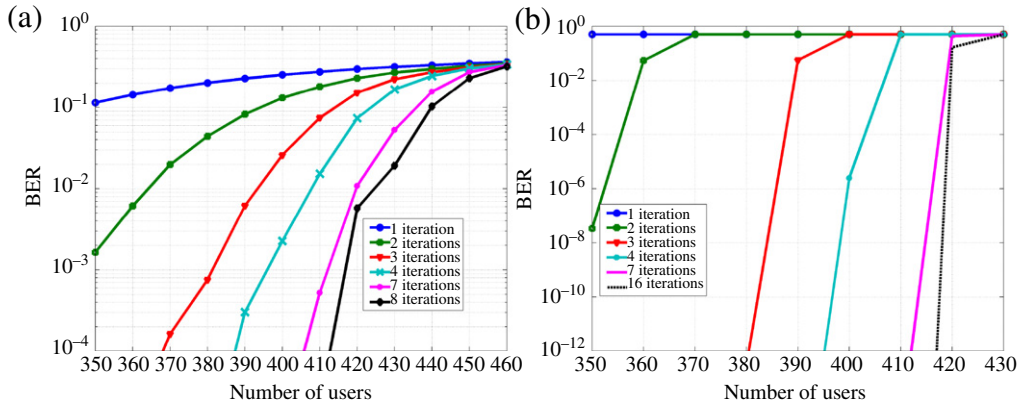 (a)
10^0
10^−1
10^−2
10^−3
10^−4
BER
350 360 370 380 390 400 410 420 430 440 450 460
Number of users
1 iteration
2 iterations
3 iterations
4 iterations
7 iterations
8 iterations
(b)
10^0
10^−2
10^−4
10^−6
10^−8
10^−10
10^−12
BER
350 360 370 380 390 400 410 420 430
Number of users
1 iteration
2 iterations
3 iterations
4 iterations
7 iterations
16 iterations